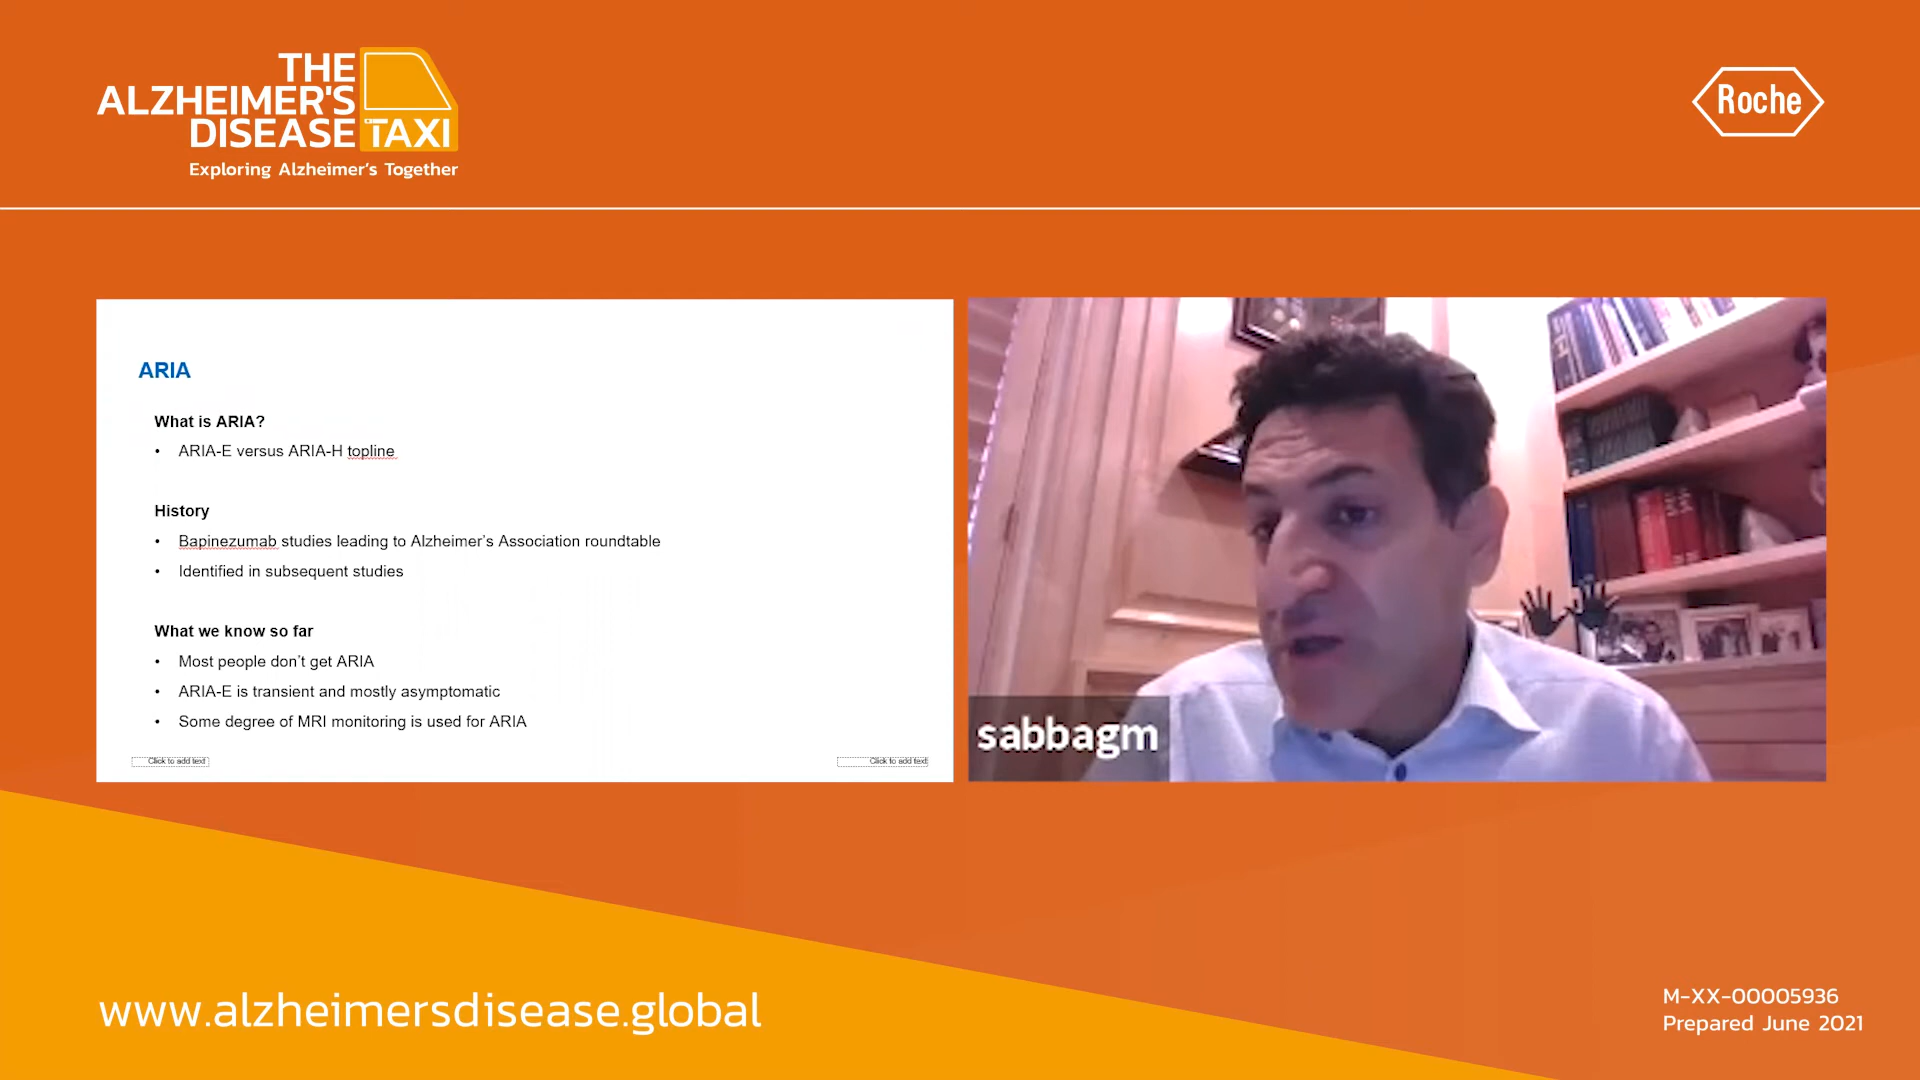 THE
ALZHEIMER'S
DISEASE TAXI
Exploring Alzheimer's Together
Roche
ARIA
What is ARIA?
• ARIA-E versus ARIA-H topline
History
• Bapinezumab studies leading to Alzheimer's Association roundtable
• Identified in subsequent studies
What we know so far
• Most people don't get ARIA
• ARIA-E is transient and mostly asymptomatic
• Some degree of MRI monitoring is used for ARIA
Click to add text
Click to add text
sabbagm
www.alzheimersdisease.global
M-XX-00005936
Prepared June 2021